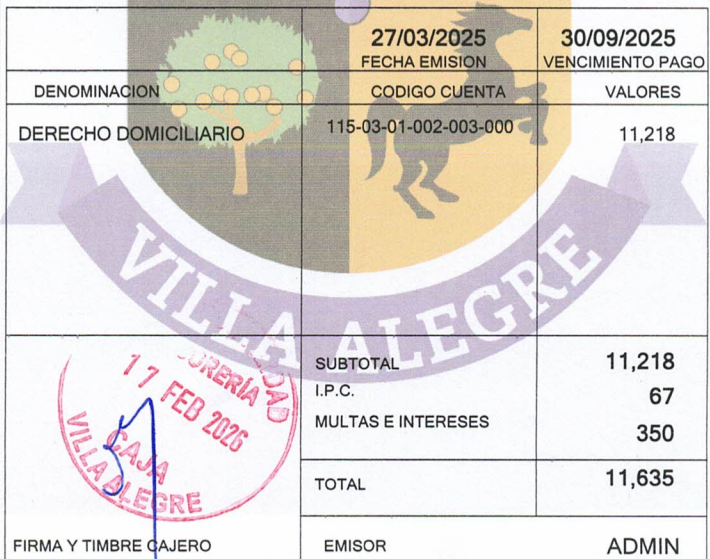 27/03/2025 30/09/2025
FECHA EMISION VENCIMIENTO PAGO
DENOMINACION CODIGO CUENTA VALORES
DERECHO DOMICILIARIO 115-03-01-002-003-000 11,218
VILLA ALEGRE
SUBTOTAL 11,218
I.P.C. 67
MULTAS E INTERESES 350
TOTAL 11,635
17 FEB 2026
CAJA
VILLA ALEGRE
FIRMA Y TIMBRE CAJERO EMISOR ADMIN